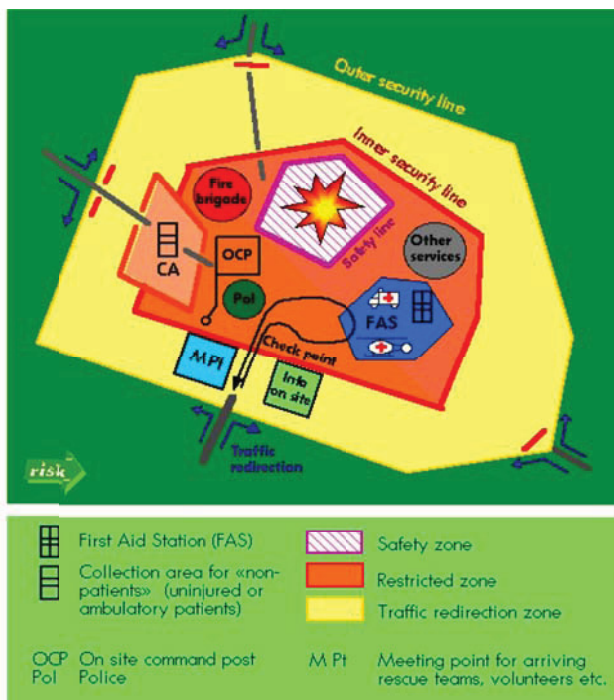 Outer security line
Inner security line
Fire
brigade
Safety line
Other
services
CA
OCP
Pol
FAS
Check point
M Pt
Info
on site
Traffic
redirection
risk
First Aid Station (FAS)
Collection area for «non-
patients» (uninjured or
ambulatory patients)
OCP On site command post
Pol Police
Safety zone
Restricted zone
Traffic redirection zone
M Pt Meeting point for arriving
rescue teams, volunteers etc.